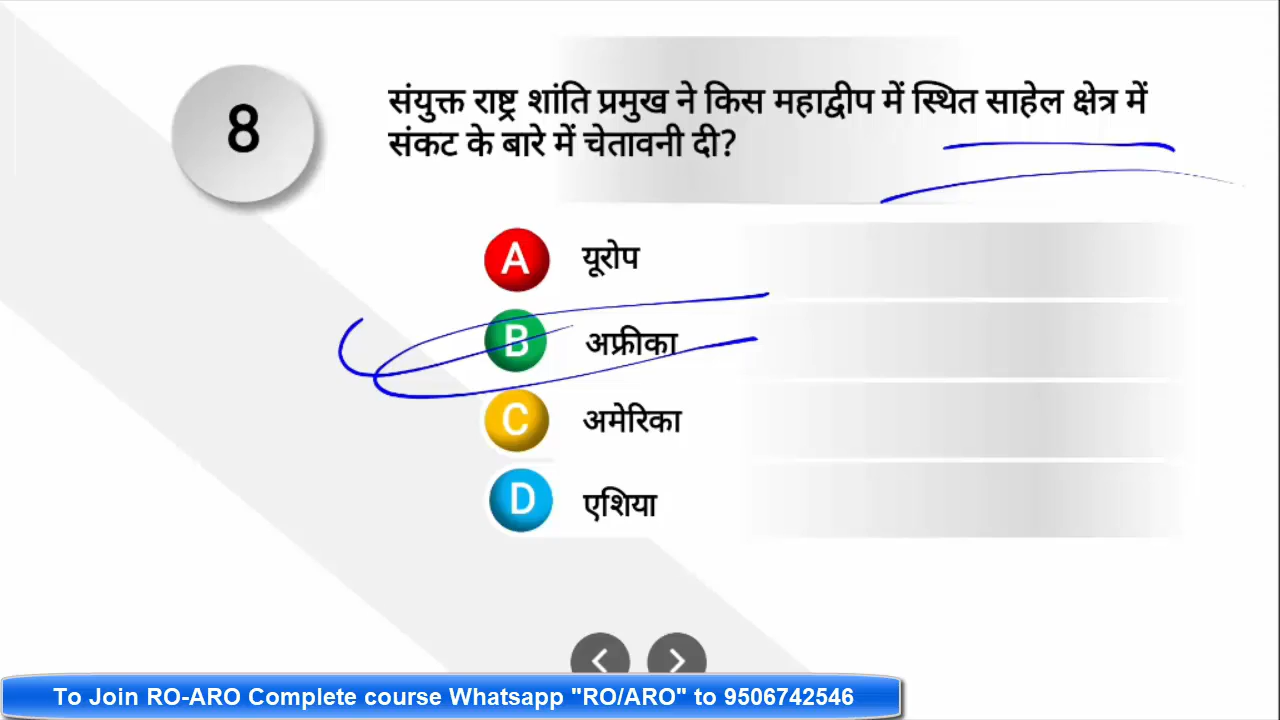 8
संयुक्त राष्ट्र शांति प्रमुख ने किस महाद्वीप में स्थित साहेल क्षेत्र में
संकट के बारे में चेतावनी दी?
A यूरोप
B अफ्रीका
C अमेरिका
D एशिया
To Join RO-ARO Complete course Whatsapp "RO/ARO" to 9506742546